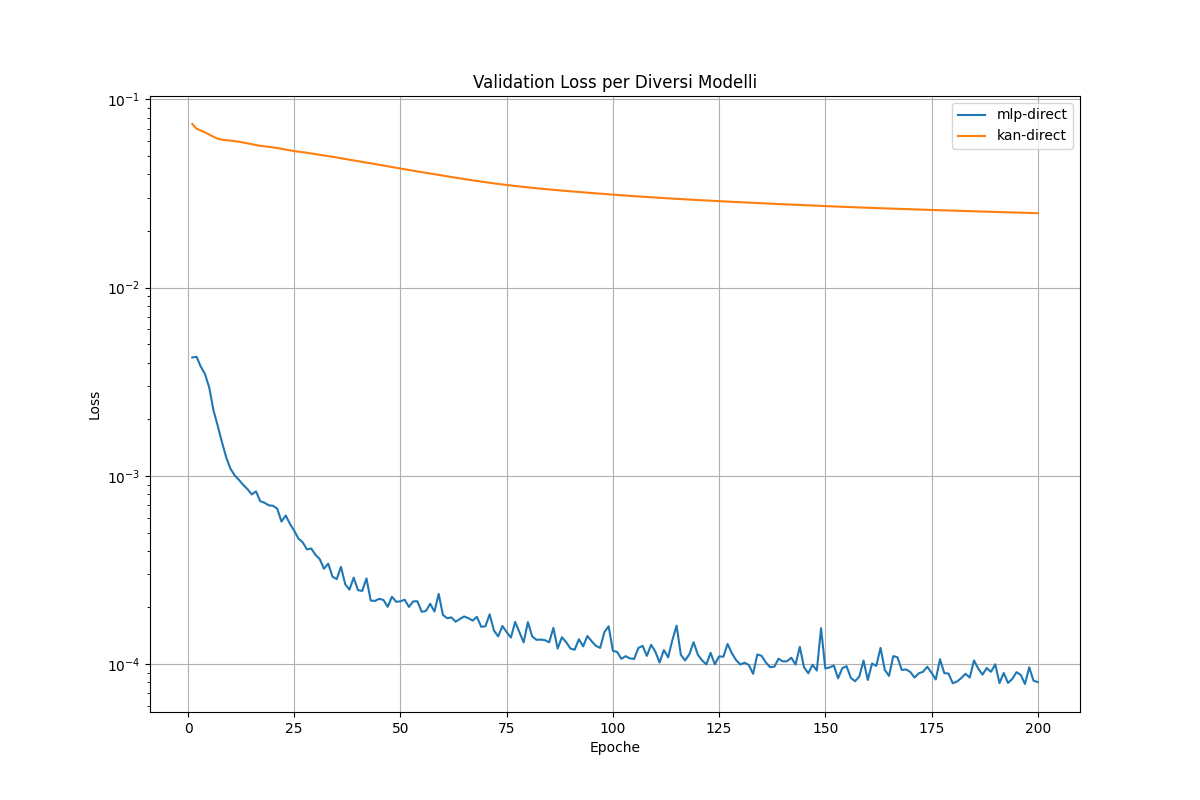 Validation Loss per Diversi Modelli
mlp-direct
kan-direct
10⁻¹
10⁻²
10⁻³
10⁻⁴
Loss
0 25 50 75 100 125 150 175 200
Epoche